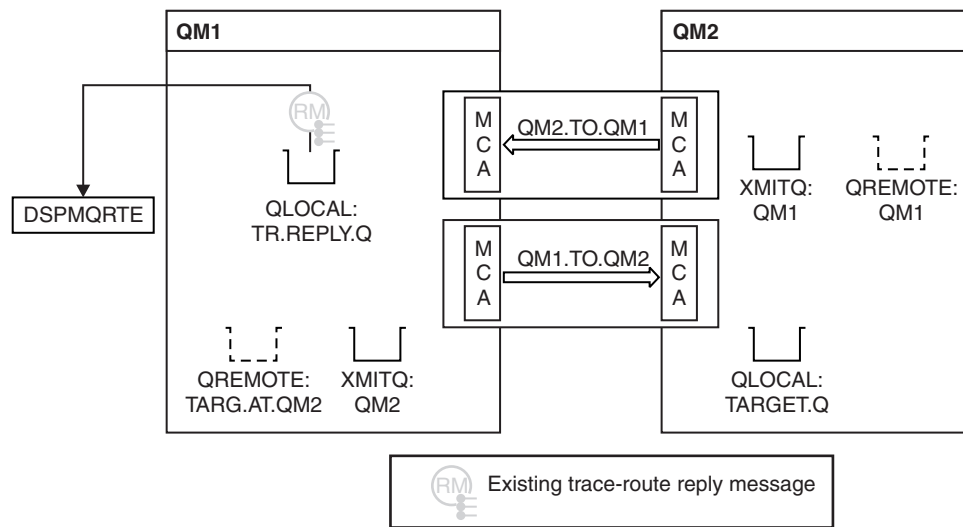 QM1
QM2
RM
M
C
A
QM2.TO.QM1
M
C
A
XMITQ:
QM1
QREMOTE:
QM1
DSPMQRTE
QLOCAL:
TR.REPLY.Q
M
C
A
QM1.TO.QM2
M
C
A
QREMOTE:
TARG.AT.QM2
XMITQ:
QM2
QLOCAL:
TARGET.Q
RM
Existing trace-route reply message